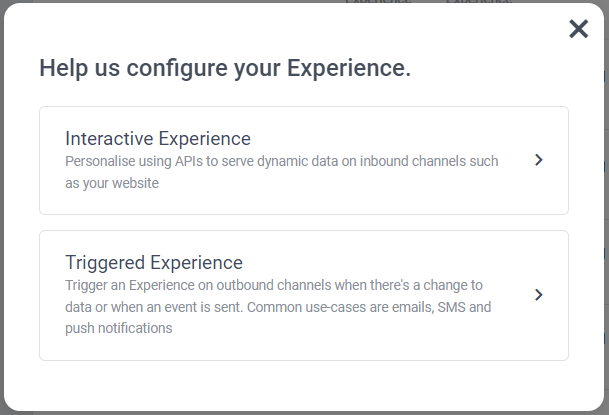 Help us configure your Experience.
Interactive Experience
Personalise using APIs to serve dynamic data on inbound channels such
as your website
Triggered Experience
Trigger an Experience on outbound channels when there's a change to
data or when an event is sent. Common use-cases are emails, SMS and
push notifications